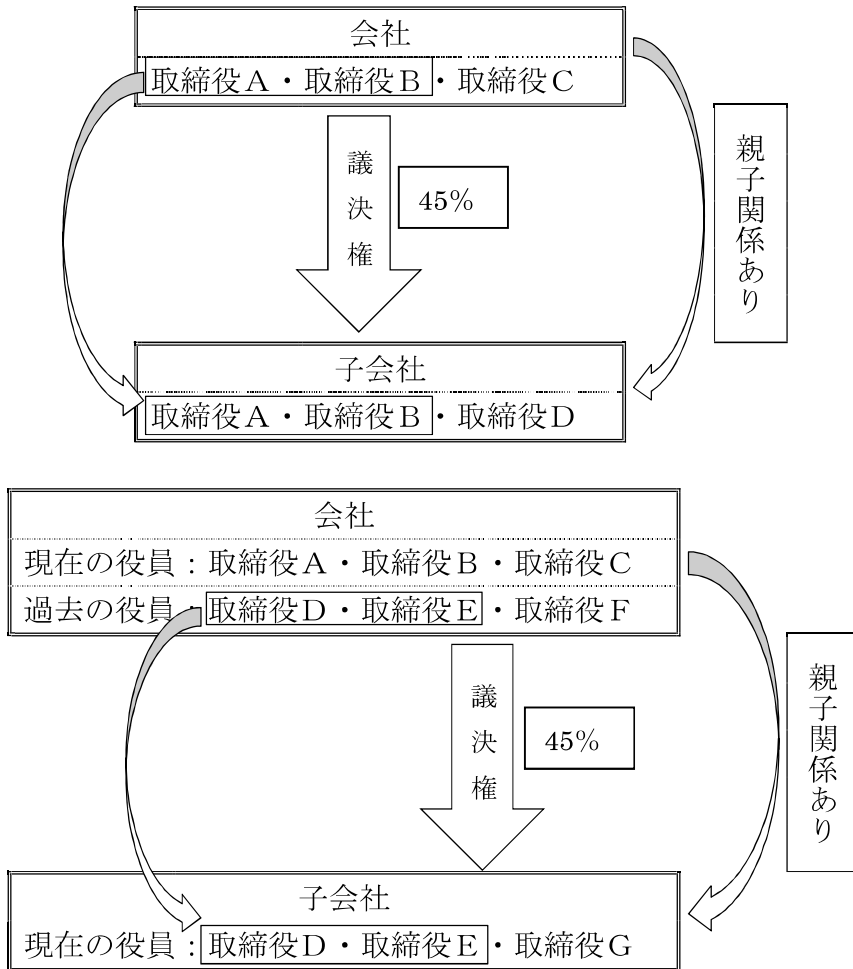 会社
取締役A・取締役B・取締役C
議決権
45%
親子関係あり
子会社
取締役A・取締役B・取締役D
会社
現在の役員:取締役A・取締役B・取締役C
過去の役員:取締役D・取締役E・取締役F
議決権
45%
親子関係あり
子会社
現在の役員:取締役D・取締役E・取締役G